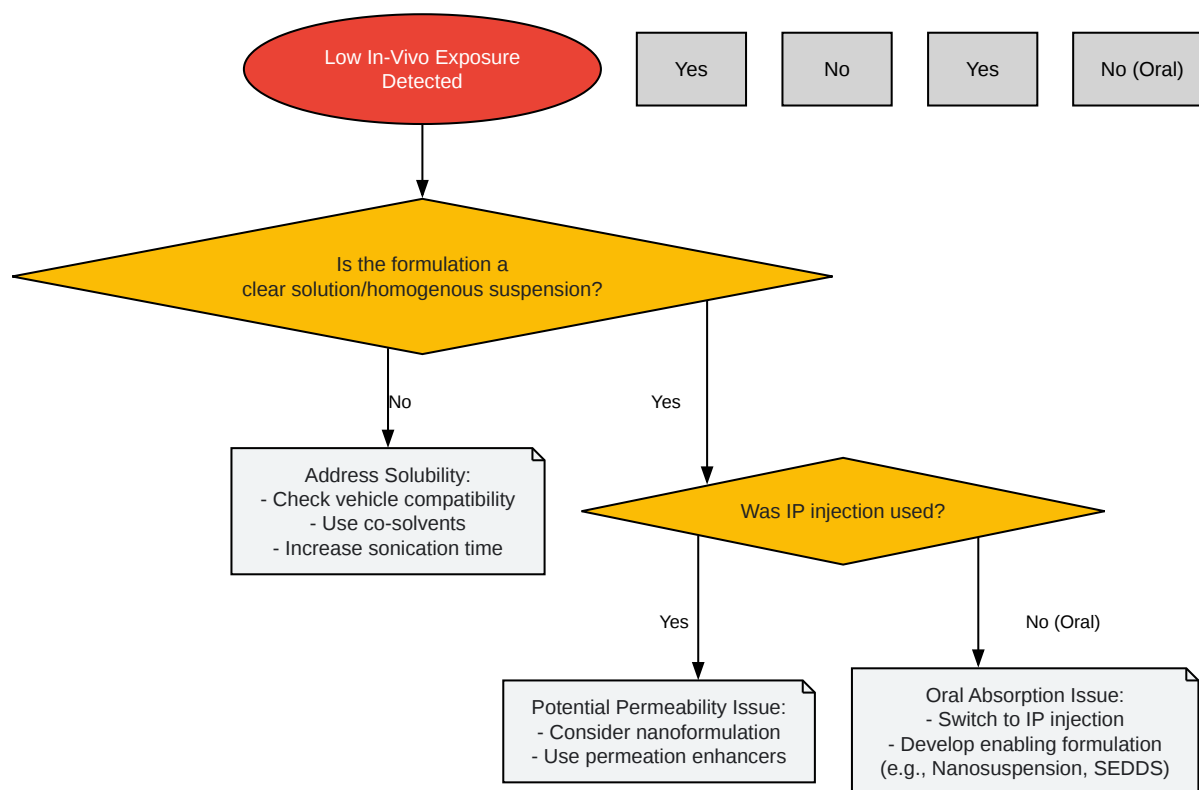 Low In-Vivo Exposure
Detected
Yes
No
Yes
No (Oral)
Is the formulation a
clear solution/homogenous suspension?
No
Yes
Address Solubility:
- Check vehicle compatibility
- Use co-solvents
- Increase sonication time
Was IP injection used?
Yes
No (Oral)
Potential Permeability Issue:
- Consider nanoformulation
- Use permeation enhancers
Oral Absorption Issue:
- Switch to IP injection
- Develop enabling formulation
(e.g., Nanosuspension, SEDDS)